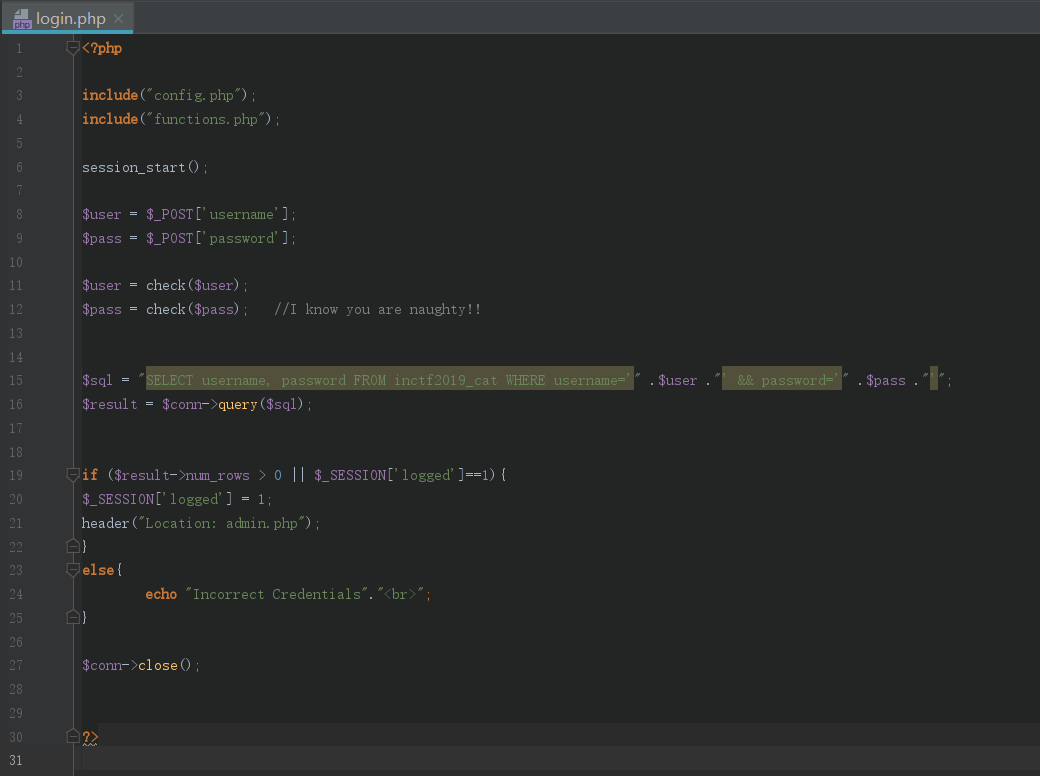 login.php
1 <?php
2
3 include("config.php");
4 include("functions.php");
5
6 session_start();
7
8 $user = $_POST['username'];
9 $pass = $_POST['password'];
10
11 $user = check($user);
12 $pass = check($pass);   //I know you are naughty!!
13
14
15 $sql = "SELECT username, password FROM inctf2019_cat WHERE username='" .$user ."' && password='" .$pass ."'";
16 $result = $conn->query($sql);
17
18
19 if ($result->num_rows > 0 || $_SESSION['logged']==1){
20 $_SESSION['logged'] = 1;
21 header("Location: admin.php");
22 }
23 else{
24         echo "Incorrect Credentials"."<br>";
25 }
26
27 $conn->close();
28
29
30 ?>
31